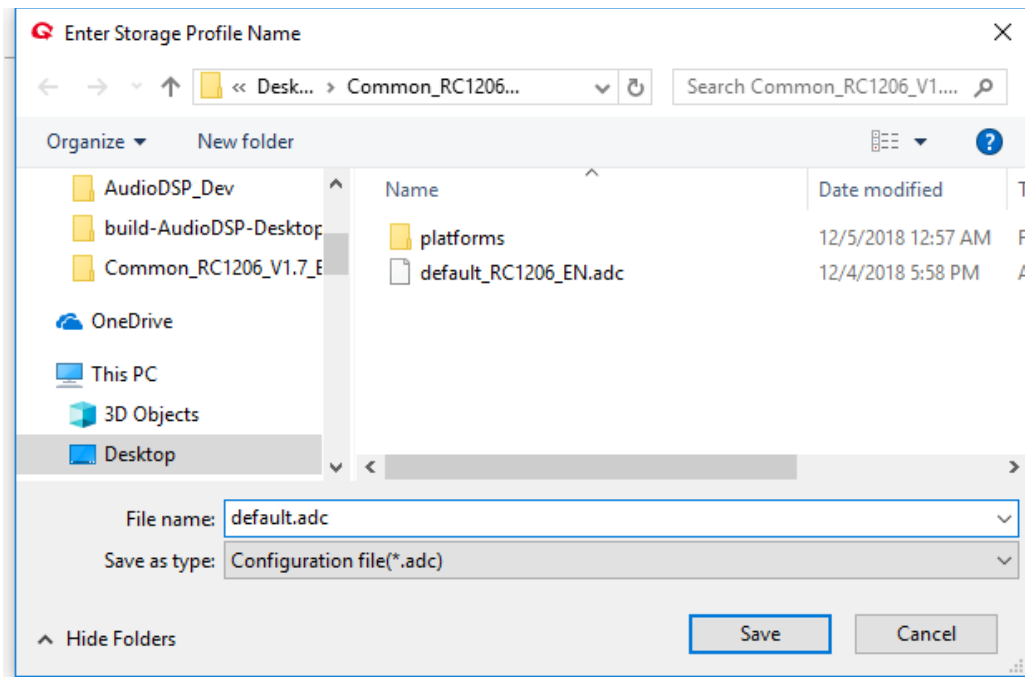 Enter Storage Profile Name
« Desk... › Common_RC1206...
Search Common_RC1206_V1....
Organize
New folder
?
AudioDSP_Dev
build-AudioDSP-Desktop
Common_RC1206_V1.7_E
OneDrive
This PC
3D Objects
Desktop
Name
Date modified
T
platforms
12/5/2018 12:57 AM
F
default_RC1206_EN.adc
12/4/2018 5:58 PM
A
File name:
default.adc
Save as type:
Configuration file(*.adc)
Hide Folders
Save
Cancel